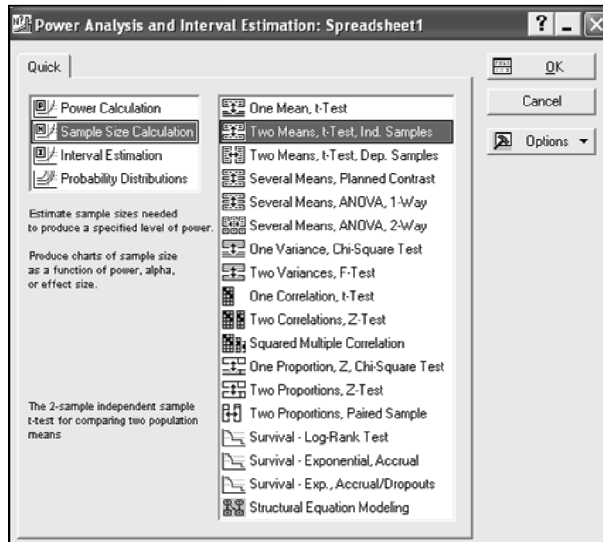 Power Analysis and Interval Estimation: Spreadsheet1
Quick
OK
Cancel
Options
Power Calculation
Sample Size Calculation
Interval Estimation
Probability Distributions
Estimate sample sizes needed
to produce a specified level of power.
Produce charts of sample size
as a function of power, alpha,
or effect size.
The 2-sample independent sample
t-test for comparing two population
means
One Mean, t-Test
Two Means, t-Test, Ind. Samples
Two Means, t-Test, Dep. Samples
Several Means, Planned Contrast
Several Means, ANOVA, 1-Way
Several Means, ANOVA, 2-Way
One Variance, Chi-Square Test
Two Variances, F-Test
One Correlation, t-Test
Two Correlations, Z-Test
Squared Multiple Correlation
One Proportion, Z, Chi-Square Test
Two Proportions, Z-Test
Two Proportions, Paired Sample
Survival - Log-Rank Test
Survival - Exponential, Accrual
Survival - Exp., Accrual/Dropouts
Structural Equation Modeling